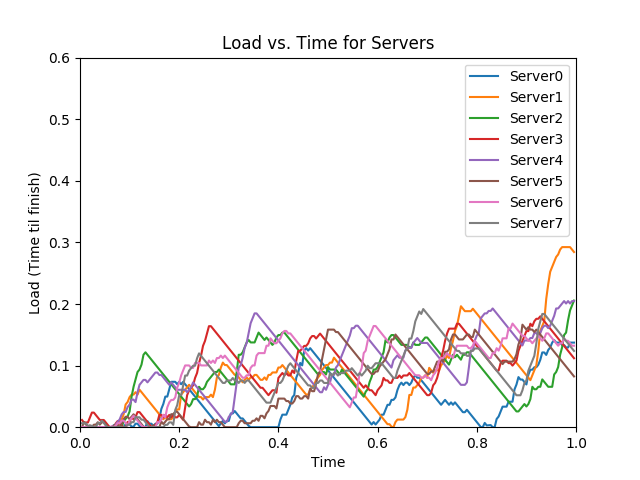 Load vs. Time for Servers
Load (Time til finish)
0.6
0.5
0.4
0.3
0.2
0.1
0.0
Server0
Server1
Server2
Server3
Server4
Server5
Server6
Server7
0.0 0.2 0.4 0.6 0.8 1.0
Time